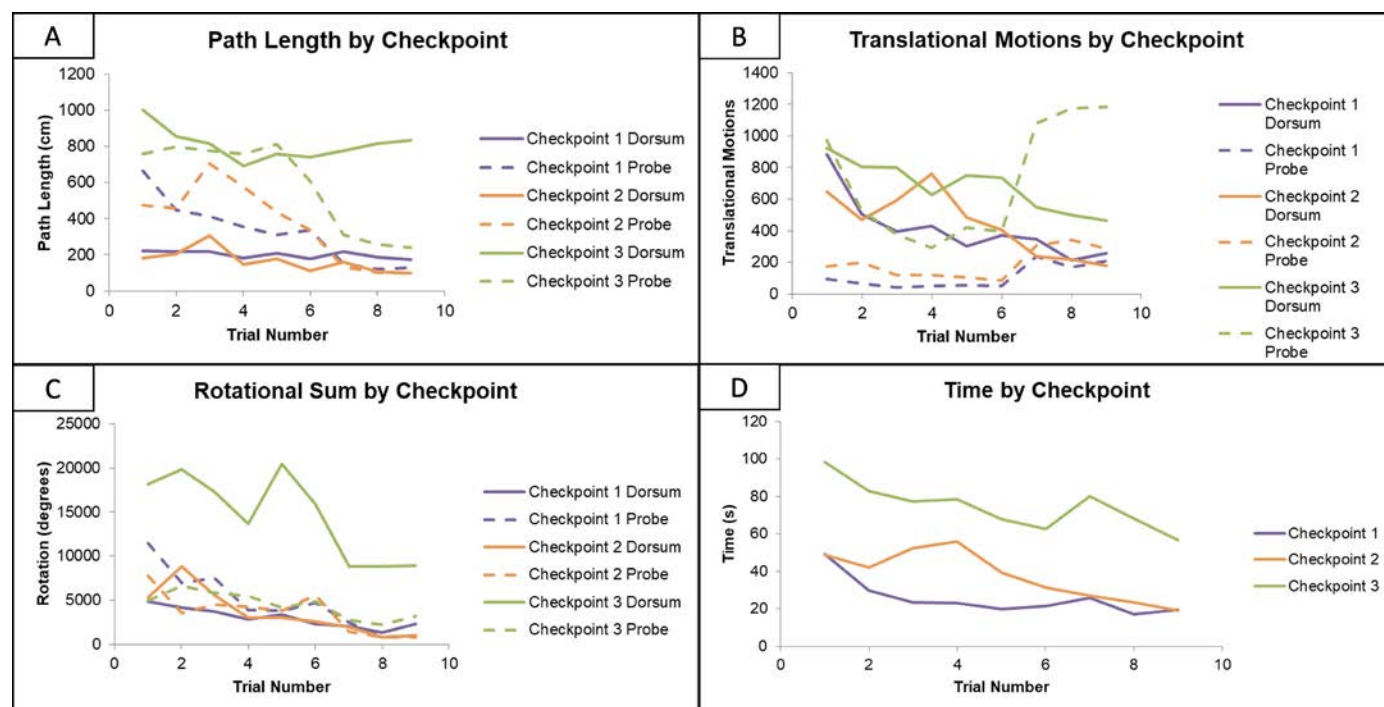 A
Path Length by Checkpoint
1200
1000
800
600
400
200
0
Path Length (cm)
0 2 4 6 8 10
Trial Number
Checkpoint 1 Dorsum
Checkpoint 1 Probe
Checkpoint 2 Dorsum
Checkpoint 2 Probe
Checkpoint 3 Dorsum
Checkpoint 3 Probe
B
Translational Motions by Checkpoint
1400
1200
1000
800
600
400
200
0
Translational Motions
0 2 4 6 8 10
Trial Number
Checkpoint 1
Dorsum
Checkpoint 1
Probe
Checkpoint 2
Dorsum
Checkpoint 2
Probe
Checkpoint 3
Dorsum
Checkpoint 3
Probe
C
Rotational Sum by Checkpoint
25000
20000
15000
10000
5000
0
Rotation (degrees)
0 2 4 6 8 10
Trial Number
Checkpoint 1 Dorsum
Checkpoint 1 Probe
Checkpoint 2 Dorsum
Checkpoint 2 Probe
Checkpoint 3 Dorsum
Checkpoint 3 Probe
D
Time by Checkpoint
120
100
80
60
40
20
0
Time (s)
0 2 4 6 8 10
Trial Number
Checkpoint 1
Checkpoint 2
Checkpoint 3